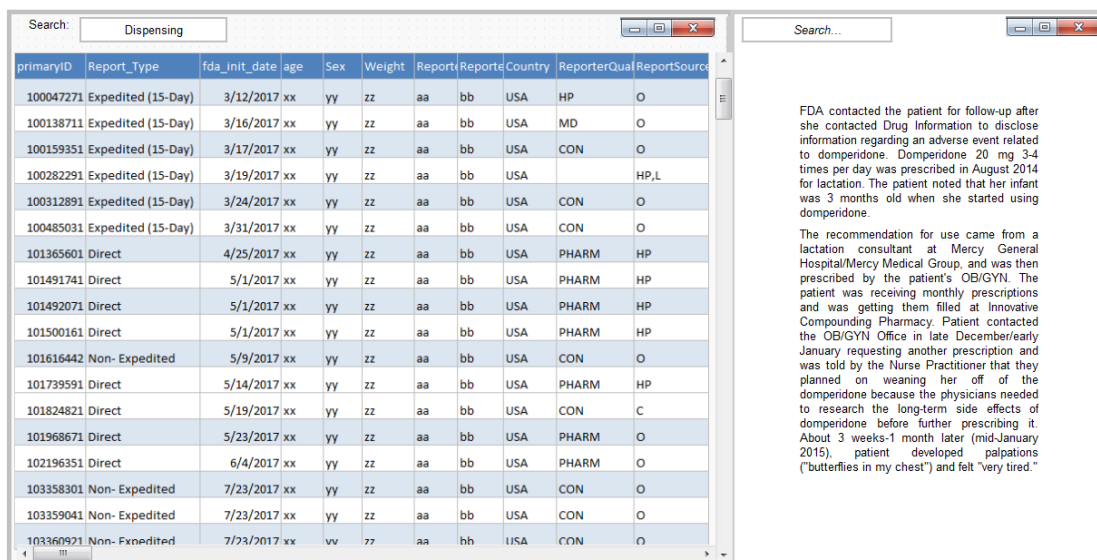 Search: Dispensing
Search...
primaryID Report_Type fda_init_date age Sex Weight Reporte Reporte Country ReporterQual ReportSource
100047271 Expedited (15-Day) 3/12/2017 xx yy zz aa bb USA HP O
100138711 Expedited (15-Day) 3/16/2017 xx yy zz aa bb USA MD O
100159351 Expedited (15-Day) 3/17/2017 xx yy zz aa bb USA CON O
100282291 Expedited (15-Day) 3/19/2017 xx yy zz aa bb USA HP,L
100312891 Expedited (15-Day) 3/24/2017 xx yy zz aa bb USA CON O
100485031 Expedited (15-Day) 3/31/2017 xx yy zz aa bb USA CON O
101365601 Direct 4/25/2017 xx yy zz aa bb USA PHARM HP
101491741 Direct 5/1/2017 xx yy zz aa bb USA PHARM HP
101492071 Direct 5/1/2017 xx yy zz aa bb USA PHARM HP
101500161 Direct 5/1/2017 xx yy zz aa bb USA PHARM HP
101616442 Non- Expedited 5/9/2017 xx yy zz aa bb USA CON O
101739591 Direct 5/14/2017 xx yy zz aa bb USA PHARM HP
101824821 Direct 5/19/2017 xx yy zz aa bb USA CON C
101968671 Direct 5/23/2017 xx yy zz aa bb USA PHARM O
102196351 Direct 6/4/2017 xx yy zz aa bb USA PHARM O
103358301 Non- Expedited 7/23/2017 xx yy zz aa bb USA CON O
103359041 Non- Expedited 7/23/2017 xx yy zz aa bb USA CON O
103360921 Non- Expedited 7/23/2017 xx yy zz aa bb USA CON O
FDA contacted the patient for follow-up after
she contacted Drug Information to disclose
information regarding an adverse event related
to domperidone. Domperidone 20 mg 3-4
times per day was prescribed in August 2014
for lactation. The patient noted that her infant
was 3 months old when she started using
domperidone.
The recommendation for use came from a
lactation consultant at Mercy General
Hospital/Mercy Medical Group, and was then
prescribed by the patient's OB/GYN. The
patient was receiving monthly prescriptions
and was getting them filled at Innovative
Compounding Pharmacy. Patient contacted
the OB/GYN Office in late December/early
January requesting another prescription and
was told by the Nurse Practitioner that they
planned on weaning her off of the
domperidone because the physicians needed
to research the long-term side effects of
domperidone before further prescribing it.
About 3 weeks-1 month later (mid-January
2015), patient developed palpations
("butterflies in my chest") and felt "very tired."